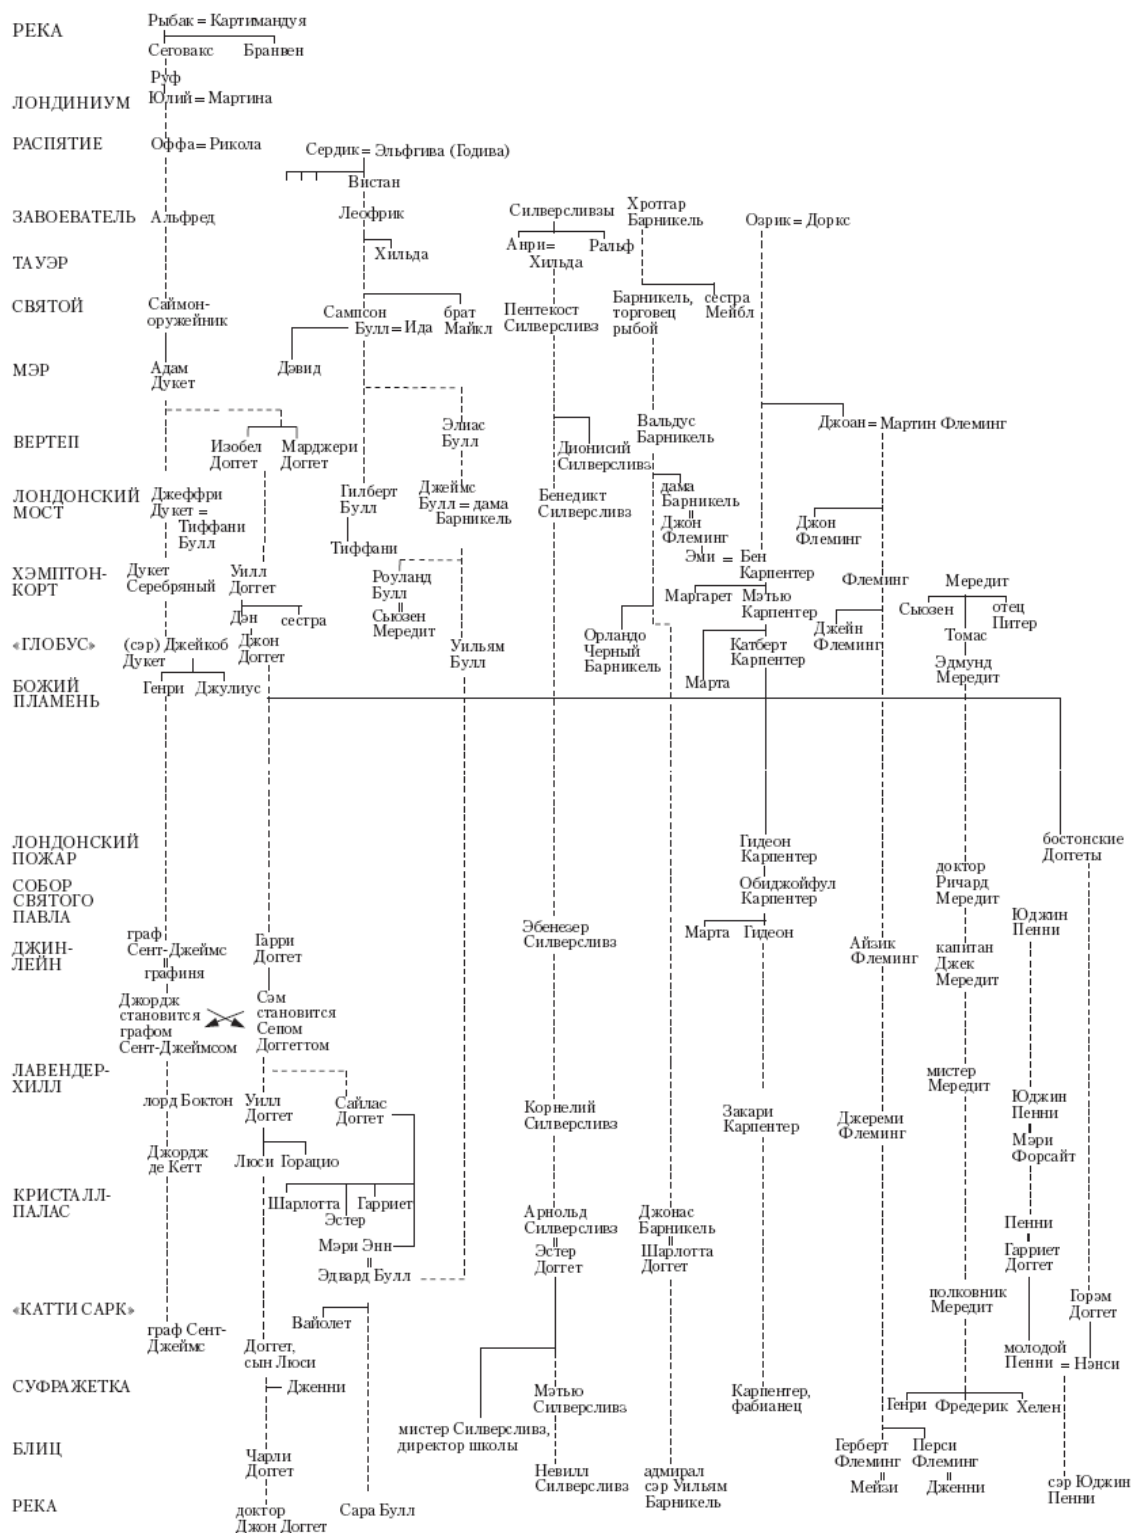 РЕКА
Рыбак = Картимандуя
Сеговакс Бранвен
Руф
ЛОНДИНИУМ
Юлий = Мартина
РАСПЯТИЕ
Оффа = Рикола
Сердик = Эльфгива (Годива)
Вистан
ЗАВОЕВАТЕЛЬ
Альфред
Леофрик
Силверсливзы
Хротгар
Барникель
Озрик = Доркс
Хильда
Анри =
Хильда
Ральф
ТАУЭР
СВЯТОЙ
Саймон-
оружейник
Сампсон
Булл = Ида
брат
Майкл
Пентекост
Силверсливз
Барникель,
торговец
рыбой
сестра
Мейбл
МЭР
Адам
Дукет
Дэвид
ВЕРТЕП
Изобел
Доггет
Марджери
Доггет
Элиас
Булл
Дионисий
Силверсливз
Вальдус
Барникель
Джоан = Мартин Флеминг
ЛОНДОНСКИЙ
МОСТ
Джеффри
Дукет =
Тиффани
Булл
Гилберт
Булл
Тиффани
Джеймс
Булл = дама
Барникель
Бенедикт
Силверсливз
дама
Барникель
Джон
Флеминг
Джон
Флеминг
Эми = Бен
Карпентер
ХЭМПТОН-
КОРТ
Дукет
Серебряный
Уилл
Доггет
Дэн сестра
Роуланд
Булл
Сьюзен
Мередит
Маргарет
Мэтью
Карпентер
Флеминг
Мередит
Сьюзен
отец
Питер
Томас
«ГЛОБУС»
(сэр) Джейкоб
Дукет
Джон
Доггет
Уильям
Булл
Орландо
Черный
Барникель
Катберт
Карпентер
Джейн
Флеминг
Эдмунд
Мередит
БОЖИЙ
ПЛАМЕНЬ
Генри Джулиус
Марта
ЛОНДОНСКИЙ
ПОЖАР
Гидеон
Карпентер
бостонские
Доггеты
СОБОР
СВЯТОГО
ПАВЛА
Обиджойфул
Карпентер
доктор
Ричард
Мередит
Юджин
Пенни
ДЖИН-
ЛЕЙН
граф
Сент-Джеймс
графиня
Гарри
Доггет
Эбенезер
Силверсливз
Марта Гидеон
Айзик
Флеминг
капитан
Джек
Мередит
Джордж
становится
графом
Сент-Джеймсом
Сэм
становится
Сепом
Доггеттом
ЛАВЕНДЕР-
ХИЛЛ
лорд Боктон
Уилл
Доггет
Сайлас
Доггет
Корнелий
Силверсливз
Закари
Карпентер
Джереми
Флеминг
мистер
Мередит
Юджин
Пенни
Мэри
Форсайт
Джордж
де Кетт
Люси Горацио
КРИСТАЛЛ-
ПАЛАС
Шарлотта
Эстер
Гарриет
Мэри Энн
Эдвард Булл
Арнольд
Силверсливз
Эстер
Доггет
Джонас
Барникель
Шарлотта
Доггет
Пенни
Гарриет
Доггет
«КАТТИ САРК»
граф Сент-
Джеймс
Доггет,
сын Люси
Вайолет
полковник
Мередит
Горэм
Доггет
молодой
Пенни = Нэнси
СУФРАЖЕТКА
Дженни
мистер Силверсливз,
директор школы
Мэтью
Силверсливз
Карпентер,
фабианец
Генри Фредерик Хелен
БЛИЦ
Чарли
Доггет
Невилл
Силверсливз
адмирал
сэр Уильям
Барникель
Герберт
Флеминг
Мейзи
Перси
Флеминг
Дженни
сэр Юджин
Пенни
РЕКА
доктор
Джон Доггет
Сара Булл